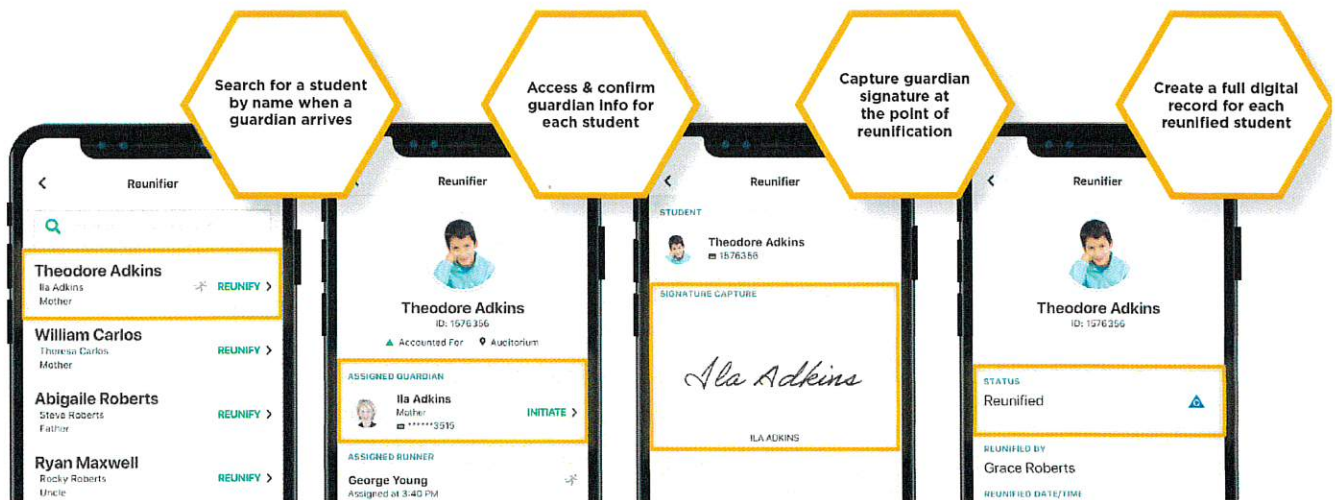 Search for a student
by name when a
guardian arrives
Access & confirm
guardian info for
each student
Capture guardian
signature at
the point of
reunification
Create a full digital
record for each
reunified student
Reunifier
Theodore Adkins
Ila Adkins
Mother
REUNIFY
William Carlos
Theresa Carlos
Mother
REUNIFY
Abigaile Roberts
Steve Roberts
Father
REUNIFY
Ryan Maxwell
Rocky Roberts
Uncle
REUNIFY
Reunifier
Theodore Adkins
ID: 1576356
Accounted For Auditorium
ASSIGNED GUARDIAN
Ila Adkins
Mother
******3515
INITIATE
ASSIGNED RUNNER
George Young
Assigned at 3:40 PM
Reunifier
STUDENT
Theodore Adkins
1576356
SIGNATURE CAPTURE
Ila Adkins
ILA ADKINS
Reunifier
Theodore Adkins
ID: 1576356
STATUS
Reunified
REUNIFIED BY
Grace Roberts
REUNIFIED DATE/TIME